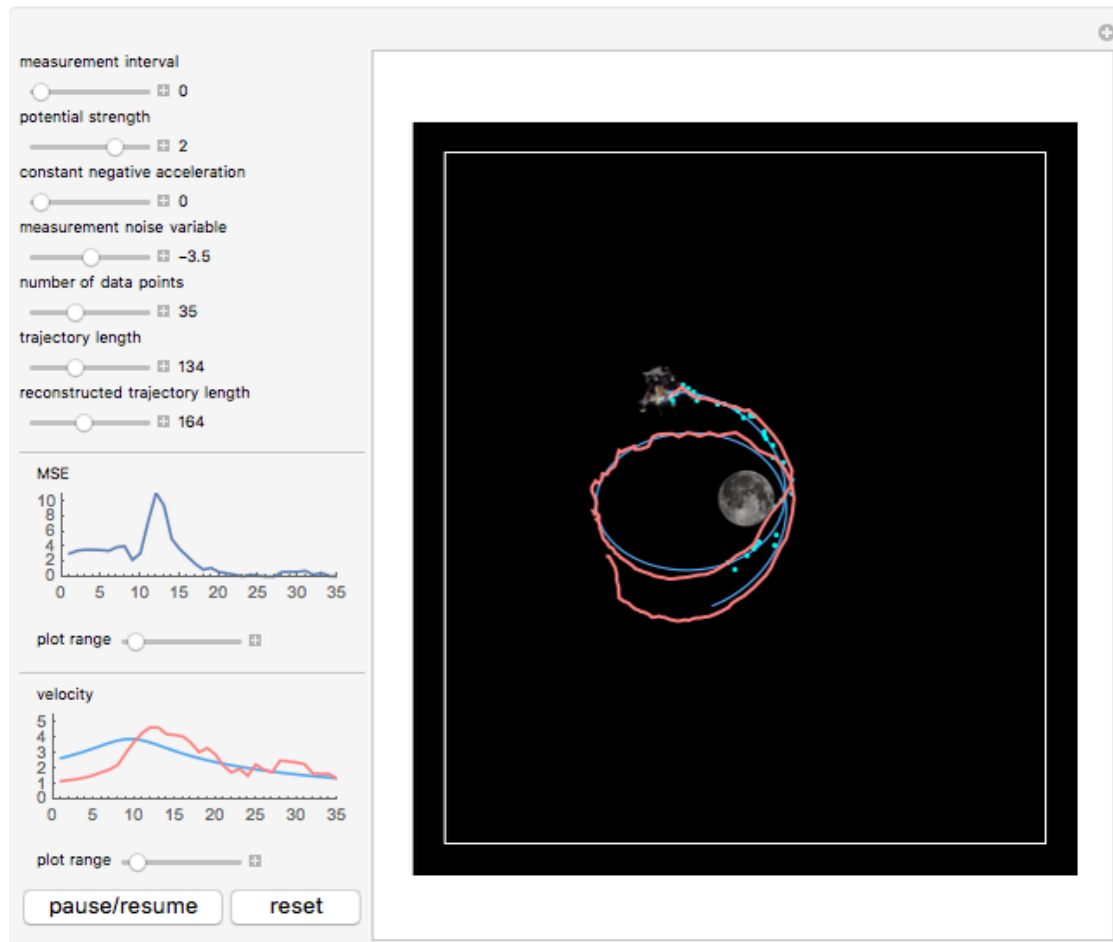 measurement interval
0
potential strength
2
constant negative acceleration
0
measurement noise variable
−3.5
number of data points
35
trajectory length
134
reconstructed trajectory length
164
MSE
10
8
6
4
2
0
0 5 10 15 20 25 30 35
plot range
velocity
5
4
3
2
1
0
0 5 10 15 20 25 30 35
plot range
pause/resume reset